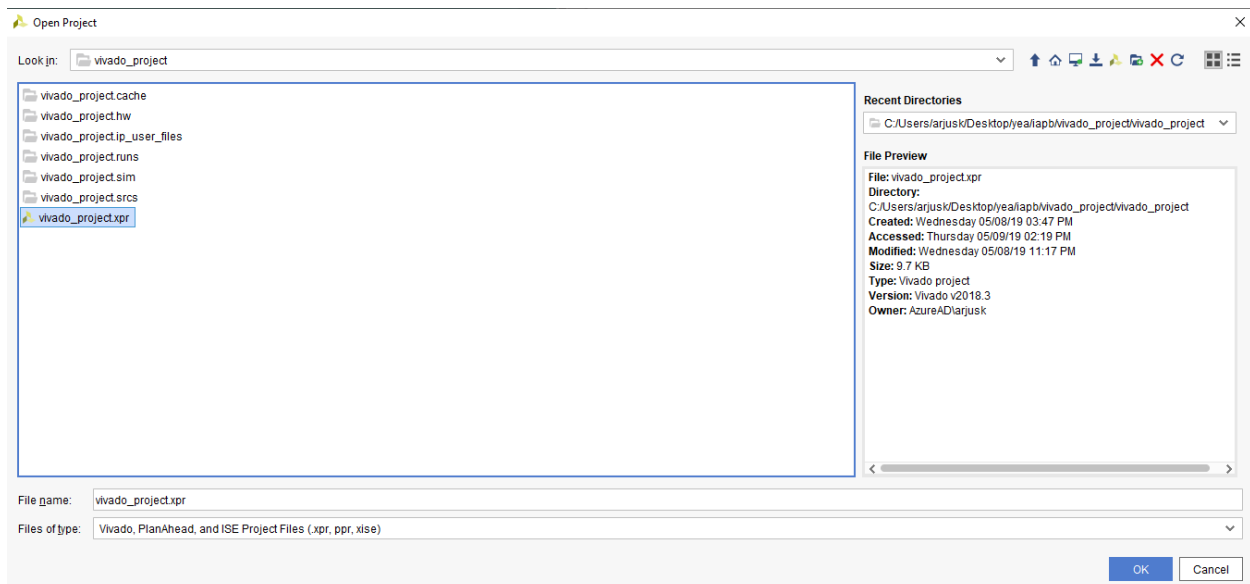 Open Project
Look in: vivado_project
vivado_project.cache
vivado_project.hw
vivado_project.ip_user_files
vivado_project.runs
vivado_project.sim
vivado_project.srcs
vivado_project.xpr
Recent Directories
C:/Users/arjusk/Desktop/yea/iapb/vivado_project/vivado_project
File Preview
File: vivado_project.xpr
Directory:
C:/Users/arjusk/Desktop/yea/iapb/vivado_project/vivado_project
Created: Wednesday 05/08/19 03:47 PM
Accessed: Thursday 05/09/19 02:19 PM
Modified: Wednesday 05/08/19 11:17 PM
Size: 9.7 KB
Type: Vivado project
Version: Vivado v2018.3
Owner: AzureAD\arjusk
File name: vivado_project.xpr
Files of type: Vivado, PlanAhead, and ISE Project Files (.xpr, ppr, xise)
OK Cancel